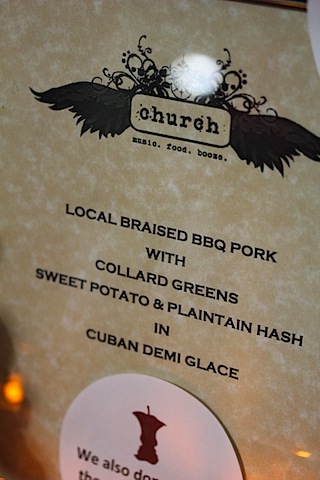 church
music. food. booze.
LOCAL BRAISED BBQ PORK
WITH
COLLARD GREENS
SWEET POTATO & PLAINTAIN HASH
IN
CUBAN DEMI GLACE
We also don